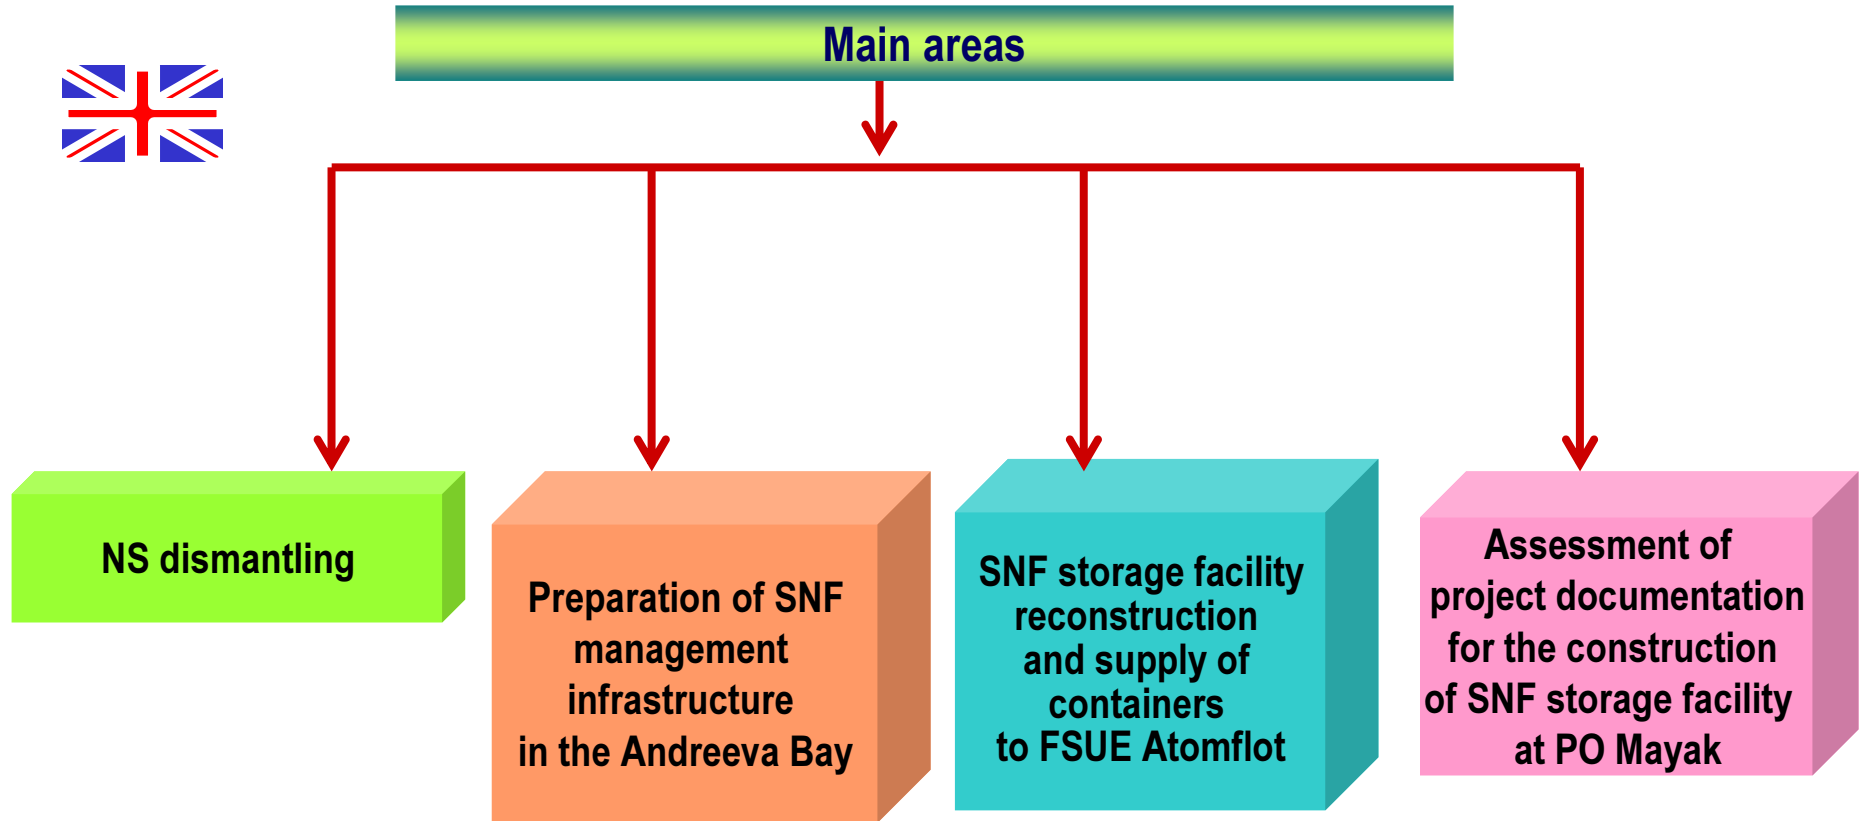 Main areas
NS dismantling
Preparation of SNF
management
infrastructure
in the Andreeva Bay
SNF storage facility
reconstruction
and supply of
containers
to FSUE Atomflot
Assessment of
project documentation
for the construction
of SNF storage facility
at PO Mayak